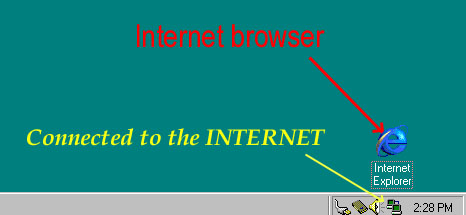 Internet browser
Connected to the INTERNET
Internet
Explorer
2:28 PM